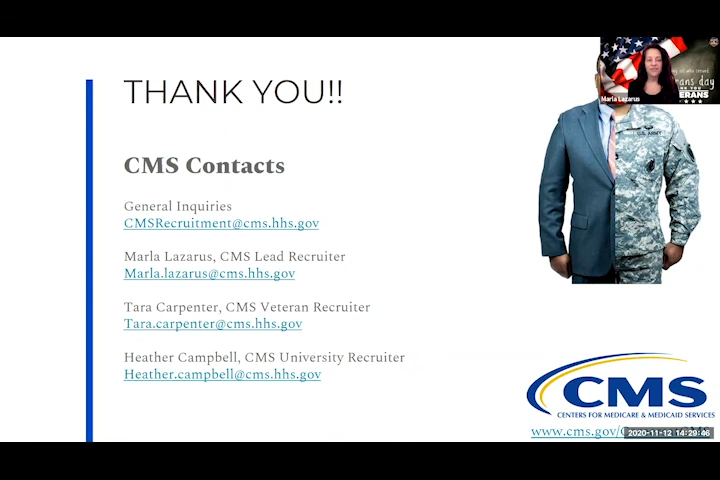 THANK YOU!!
CMS Contacts
General Inquiries
CMSRecruitment@cms.hhs.gov
Marla Lazarus, CMS Lead Recruiter
Marla.lazarus@cms.hhs.gov
Tara Carpenter, CMS Veteran Recruiter
Tara.carpenter@cms.hhs.gov
Heather Campbell, CMS University Recruiter
Heather.campbell@cms.hhs.gov
Marla Lazarus
U.S. ARMY
CMS
CENTERS FOR MEDICARE & MEDICAID SERVICES
www.cms.gov/
2020-11-12 14:29:46